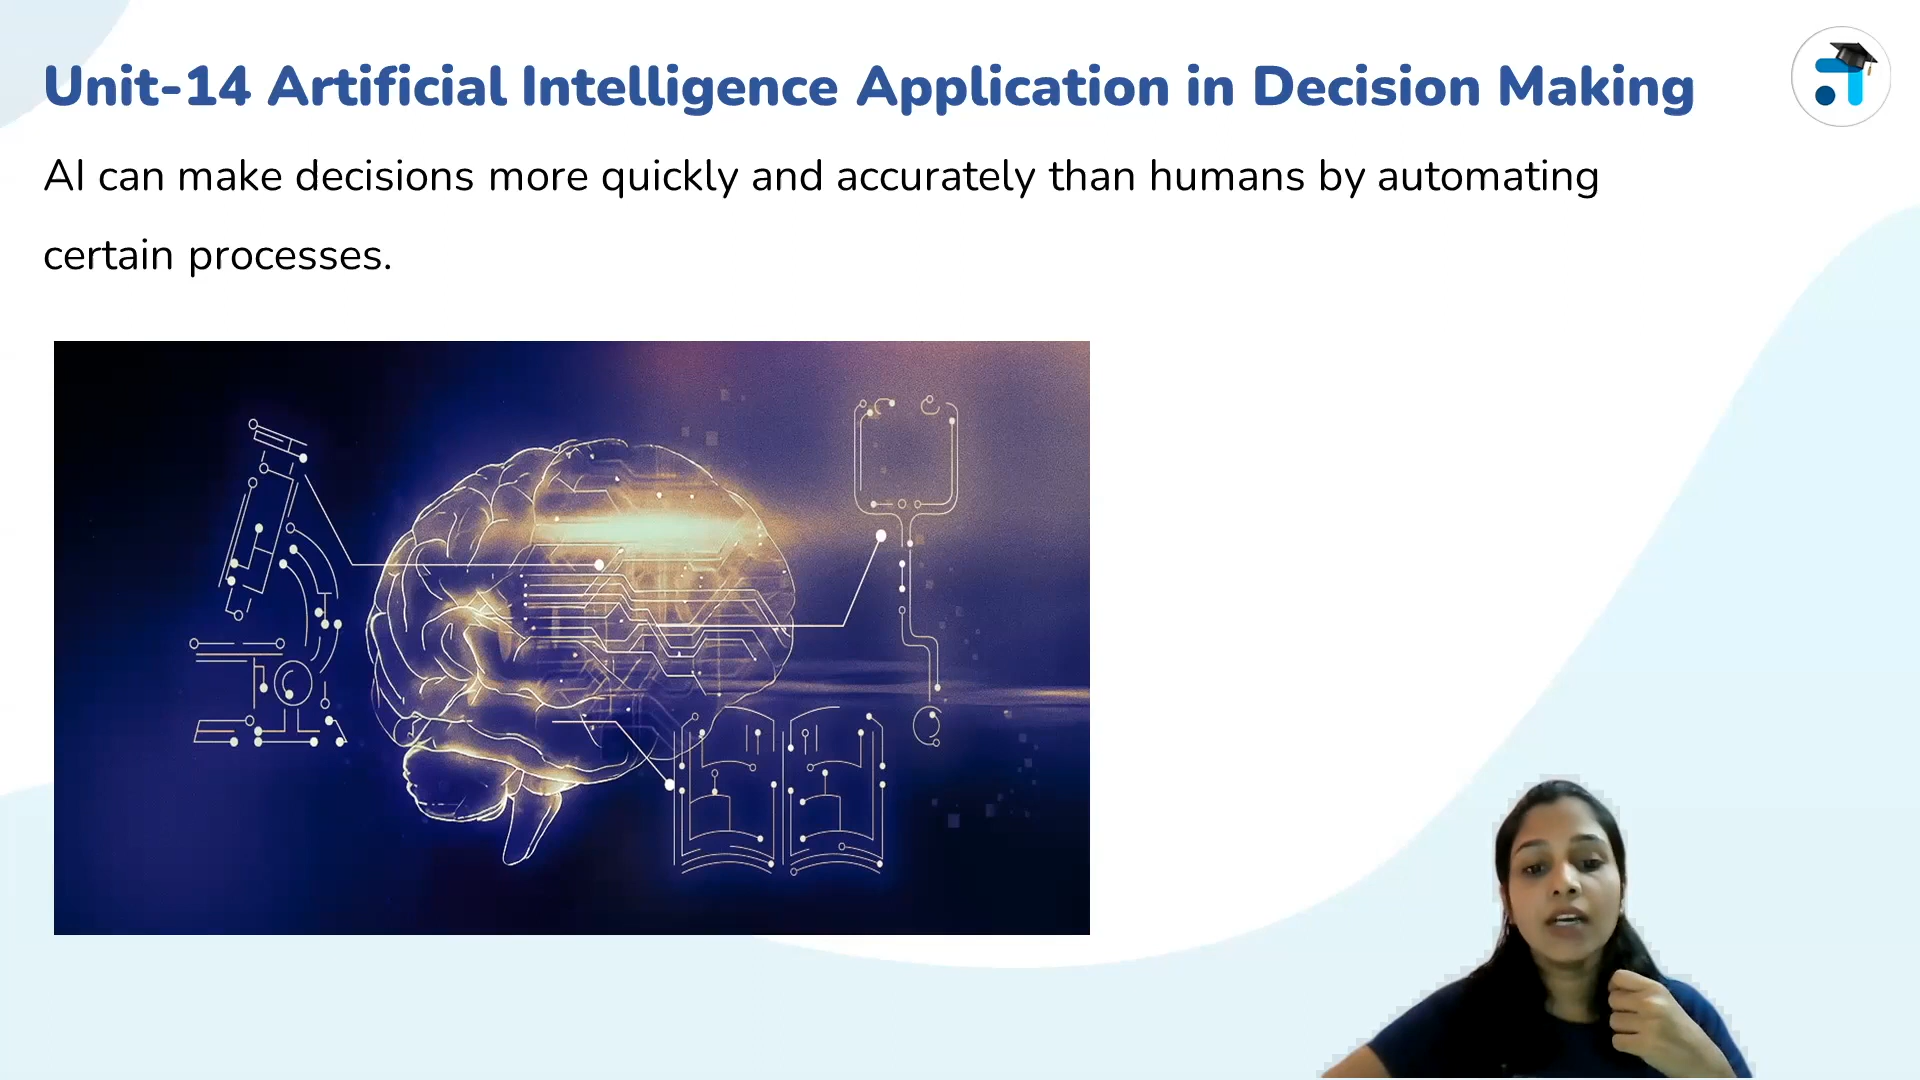 Unit-14 Artificial Intelligence Application in Decision Making
AI can make decisions more quickly and accurately than humans by automating
certain processes.